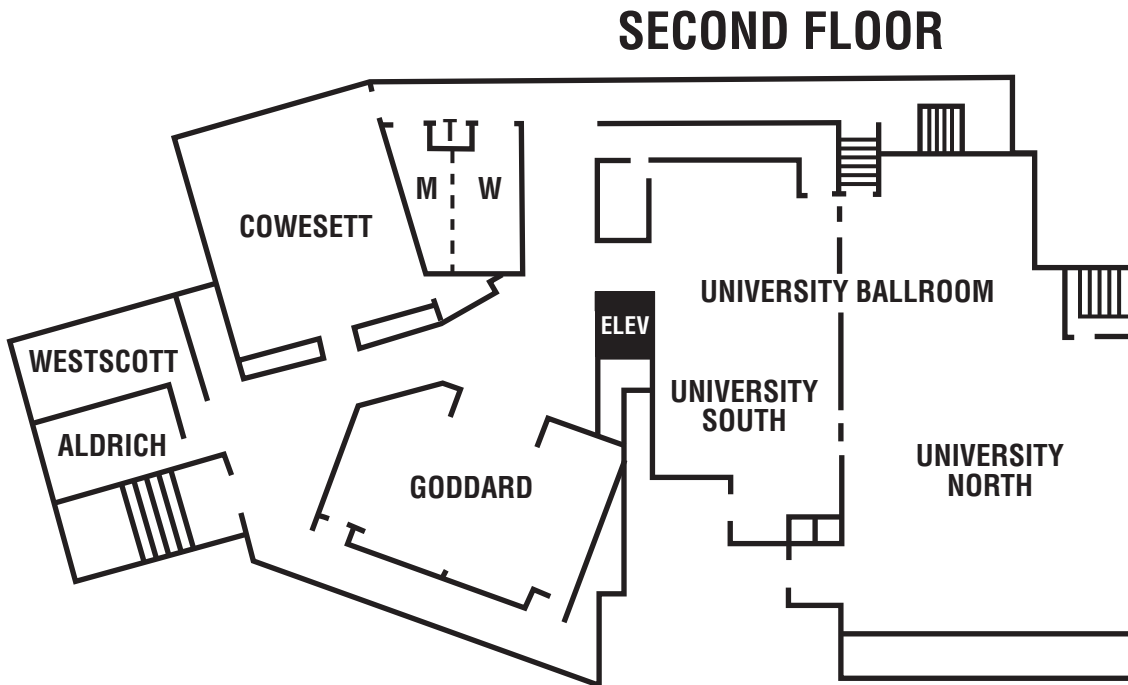 SECOND FLOOR
T
M
W
COWESETT
UNIVERSITY BALLROOM
ELEV
WESTSCOTT
UNIVERSITY
SOUTH
ALDRICH
UNIVERSITY
NORTH
GODDARD